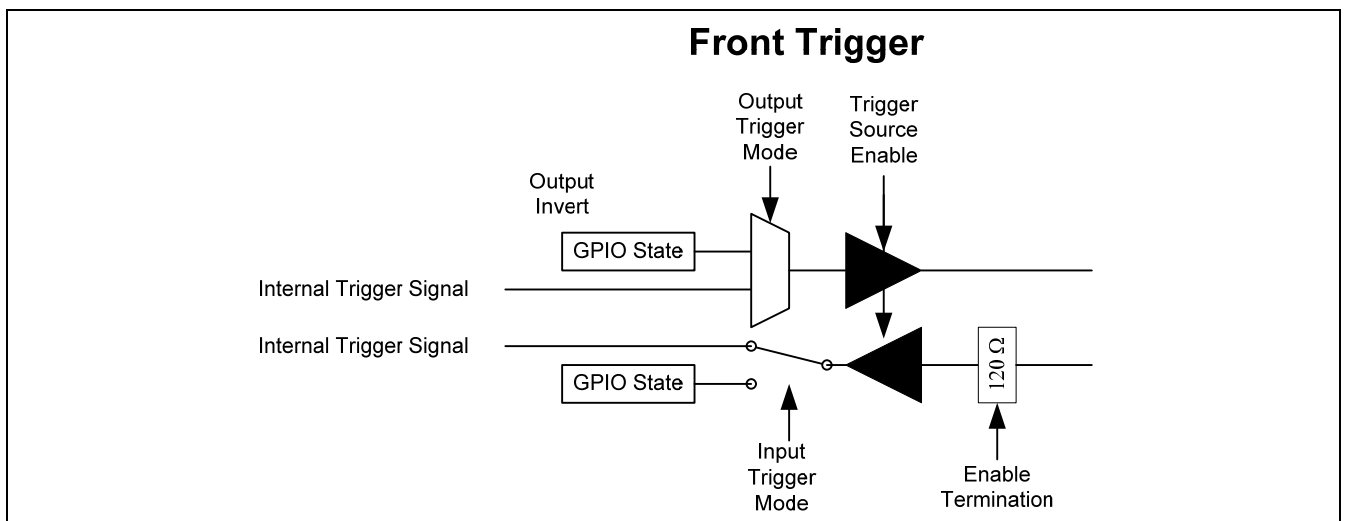 Front Trigger
Output
Trigger
Mode
Trigger
Source
Enable
Output
Invert
GPIO State
Internal Trigger Signal
Internal Trigger Signal
GPIO State
120 Ω
Input
Trigger
Mode
Enable
Termination